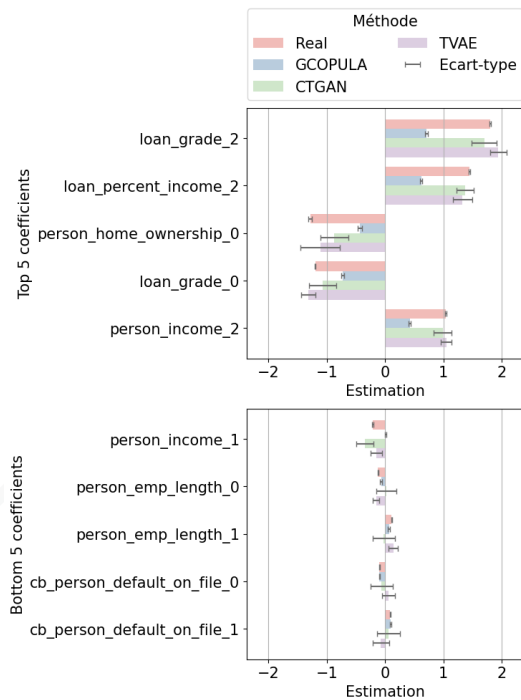 Méthode
Real
GCOPULA
CTGAN
TVAE
Ecart-type
Top 5 coefficients
loan_grade_2
loan_percent_income_2
person_home_ownership_0
loan_grade_0
person_income_2
−2 −1 0 1 2
Estimation
Bottom 5 coefficients
person_income_1
person_emp_length_0
person_emp_length_1
cb_person_default_on_file_0
cb_person_default_on_file_1
−2 −1 0 1 2
Estimation